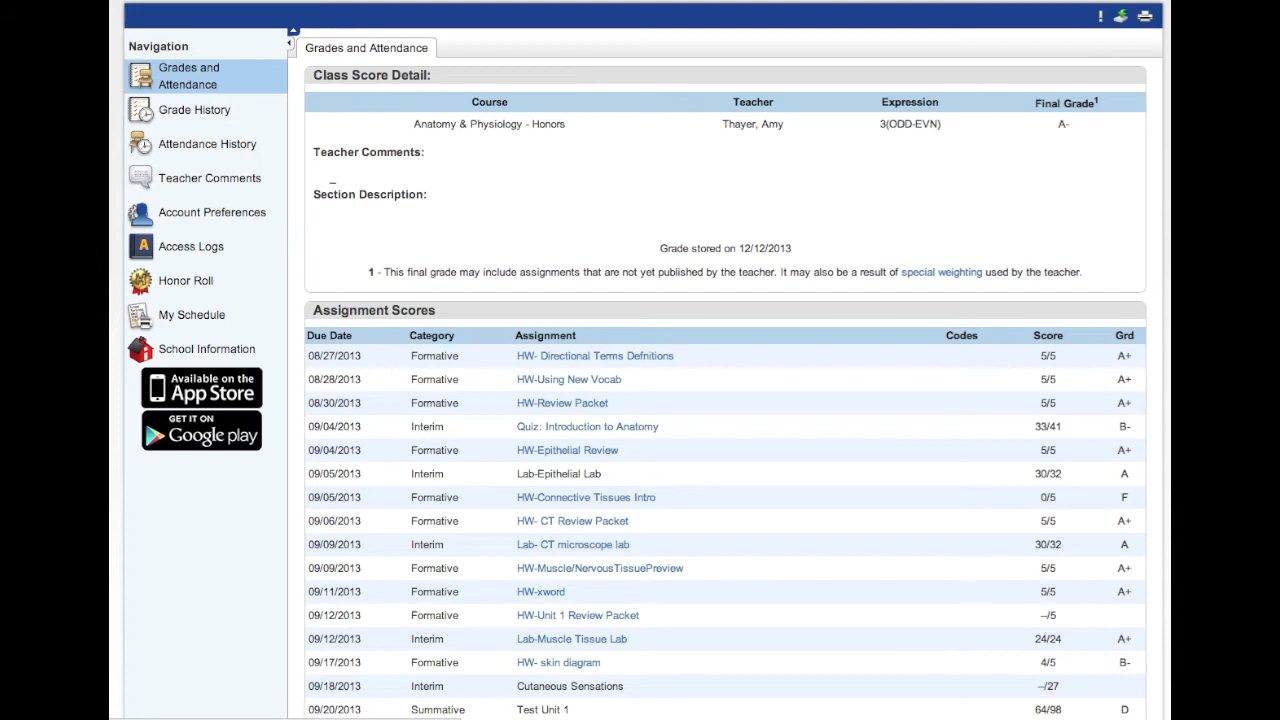 Navigation
Grades and
Attendance
Grade History
Attendance History
Teacher Comments
Account Preferences
Access Logs
Honor Roll
My Schedule
School Information
Available on the
App Store
GET IT ON
Google play
Grades and Attendance
Class Score Detail:
Course Teacher Expression Final Grade1
Anatomy & Physiology - Honors Thayer, Amy 3(ODD-EVN) A-
Teacher Comments:
_
Section Description:
Grade stored on 12/12/2013
1 - This final grade may include assignments that are not yet published by the teacher. It may also be a result of special weighting used by the teacher.
Assignment Scores
Due Date Category Assignment Codes Score Grd
08/27/2013 Formative HW- Directional Terms Defnitions 5/5 A+
08/28/2013 Formative HW-Using New Vocab 5/5 A+
08/30/2013 Formative HW-Review Packet 5/5 A+
09/04/2013 Interim Quiz: Introduction to Anatomy 33/41 B-
09/04/2013 Formative HW-Epithelial Review 5/5 A+
09/05/2013 Interim Lab-Epithelial Lab 30/32 A
09/05/2013 Formative HW-Connective Tissues Intro 0/5 F
09/06/2013 Formative HW- CT Review Packet 5/5 A+
09/09/2013 Interim Lab- CT microscope lab 30/32 A
09/09/2013 Formative HW-Muscle/NervousTissuePreview 5/5 A+
09/11/2013 Formative HW-xword 5/5 A+
09/12/2013 Formative HW-Unit 1 Review Packet --/5
09/12/2013 Interim Lab-Muscle Tissue Lab 24/24 A+
09/17/2013 Formative HW- skin diagram 4/5 B-
09/18/2013 Interim Cutaneous Sensations --/27
09/20/2013 Summative Test Unit 1 64/98 D